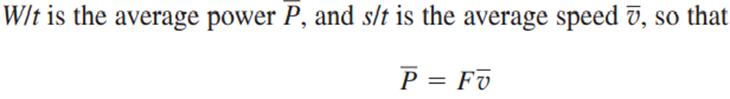 W/t is the average power P̅, and s/t is the average speed v̅, so that
P̅ = Fv̅